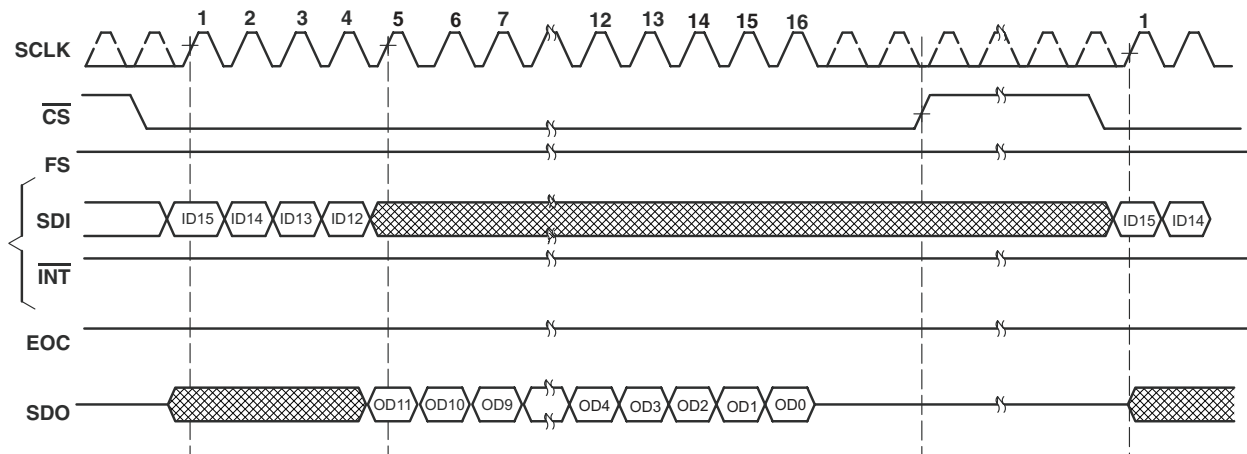 1 2 3 4 5 6 7 12 13 14 15 16 1
SCLK
CS
FS
SDI ID15 ID14 ID13 ID12 ID15 ID14
INT
EOC
SDO OD11 OD10 OD9 OD4 OD3 OD2 OD1 OD0